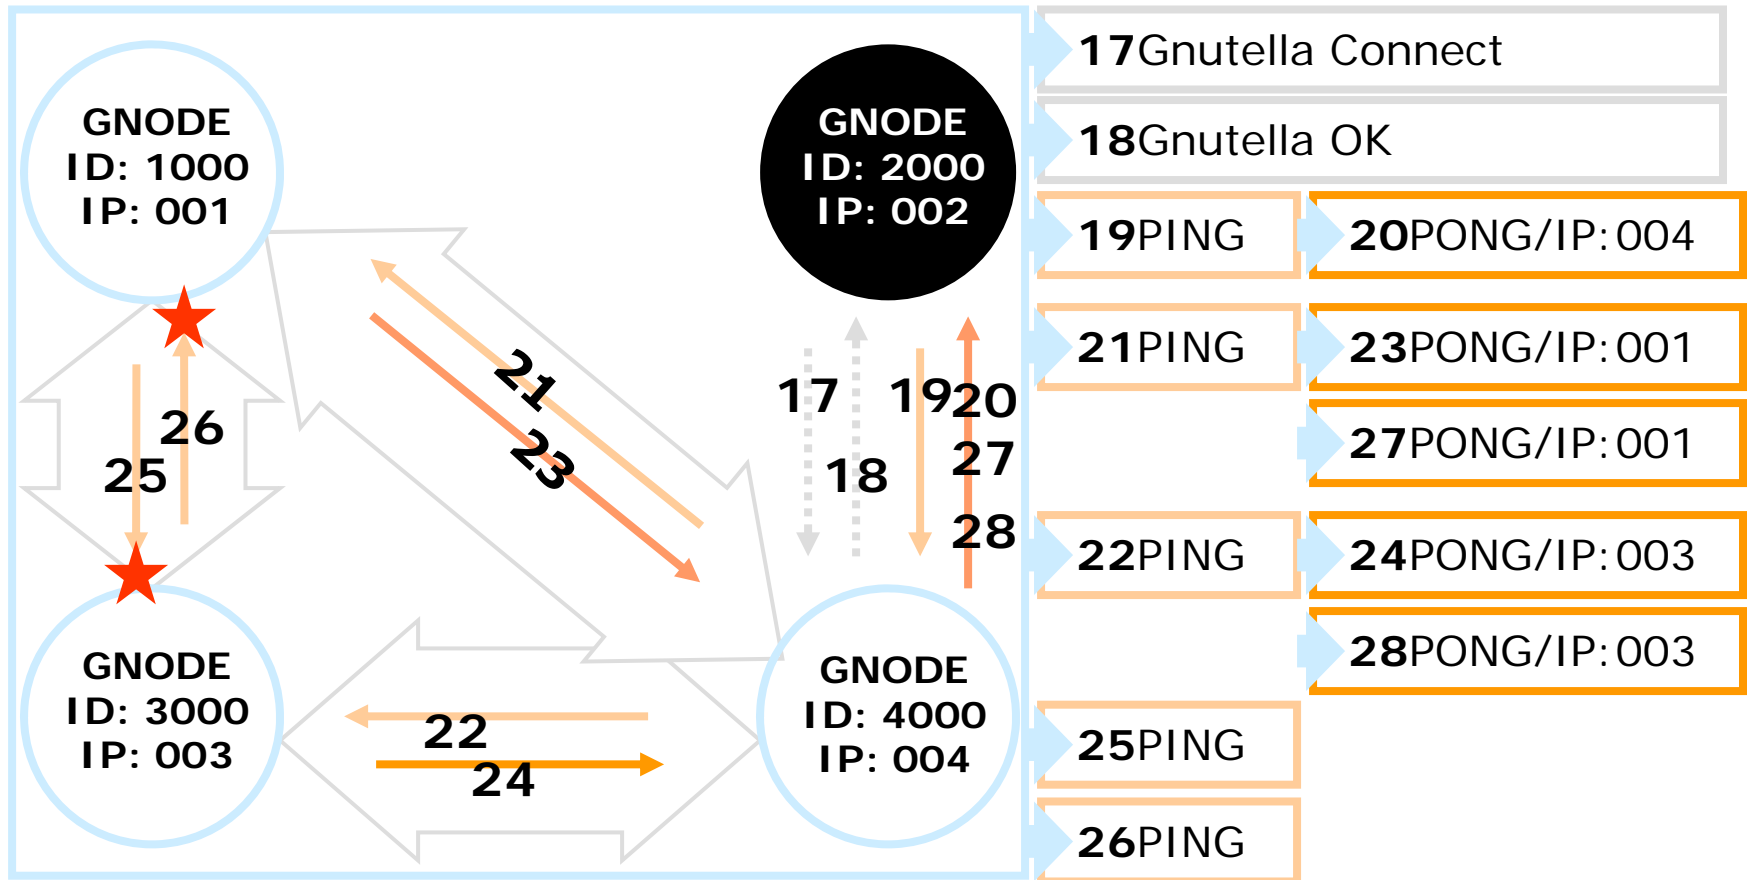 GNODE
ID: 1000
IP: 001
GNODE
ID: 2000
IP: 002
21
23
17
18
19
20
27
28
26
25
GNODE
ID: 3000
IP: 003
22
24
GNODE
ID: 4000
IP: 004
17Gnutella Connect
18Gnutella OK
19PING
20PONG/IP:004
21PING
23PONG/IP:001
27PONG/IP:001
22PING
24PONG/IP:003
28PONG/IP:003
25PING
26PING